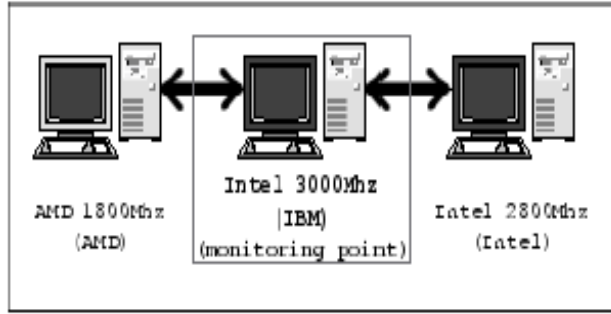 AMD 1800Mhz
(AMD)
Intel 3000Mhz
|IBM)
(monitoring point)
Intel 2800Mhz
(Intel)